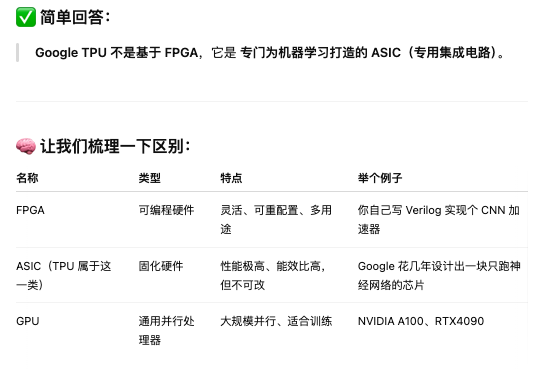 ✅ 简单回答：
Google TPU 不是基于 FPGA，它是 专门为机器学习打造的 ASIC（专用集成电路）。
🧠 让我们梳理一下区别：
名称 类型 特点 举个例子
FPGA 可编程硬件 灵活、可重配置、多用 你自己写 Verilog 实现个 CNN 加
途 速器
ASIC（TPU 属于这 固化硬件 性能极高、能效比高， Google 花几年设计出一块只跑神
一类） 但不可改 经网络的芯片
GPU 通用并行处 大规模并行、适合训练 NVIDIA A100、RTX4090
理器